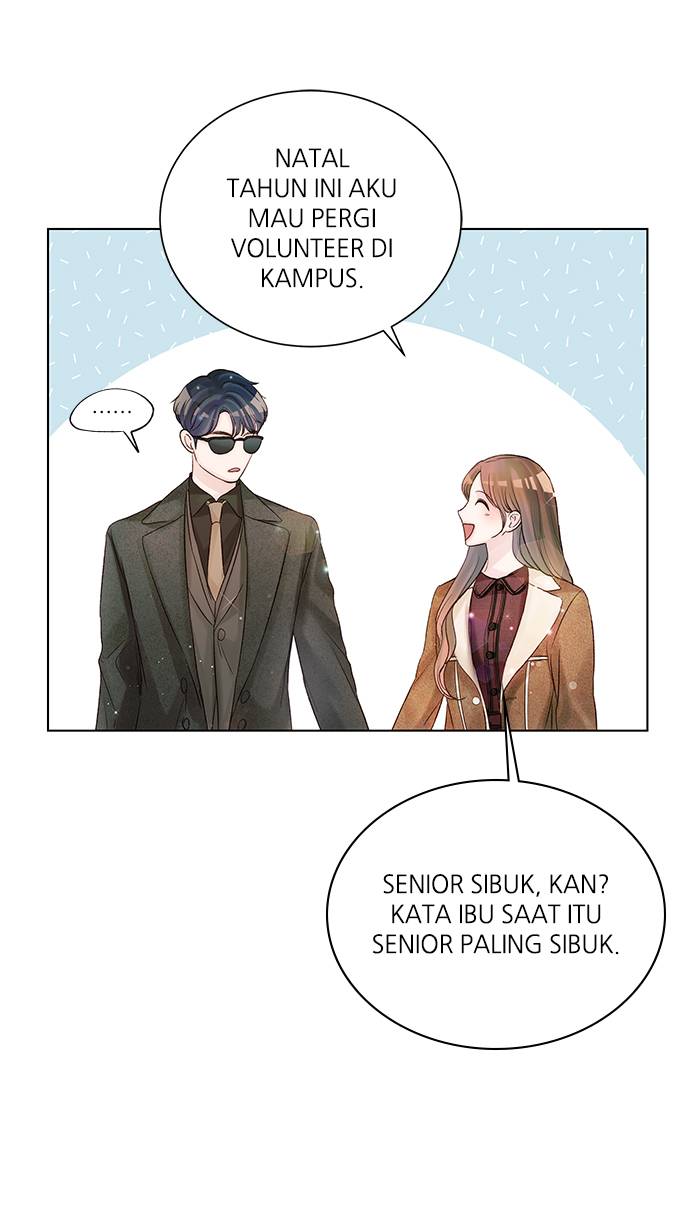 NATAL
TAHUN INI AKU
MAU PERGI
VOLUNTEER DI
KAMPUS.
......
SENIOR SIBUK, KAN?
KATA IBU SAAT ITU
SENIOR PALING SIBUK.